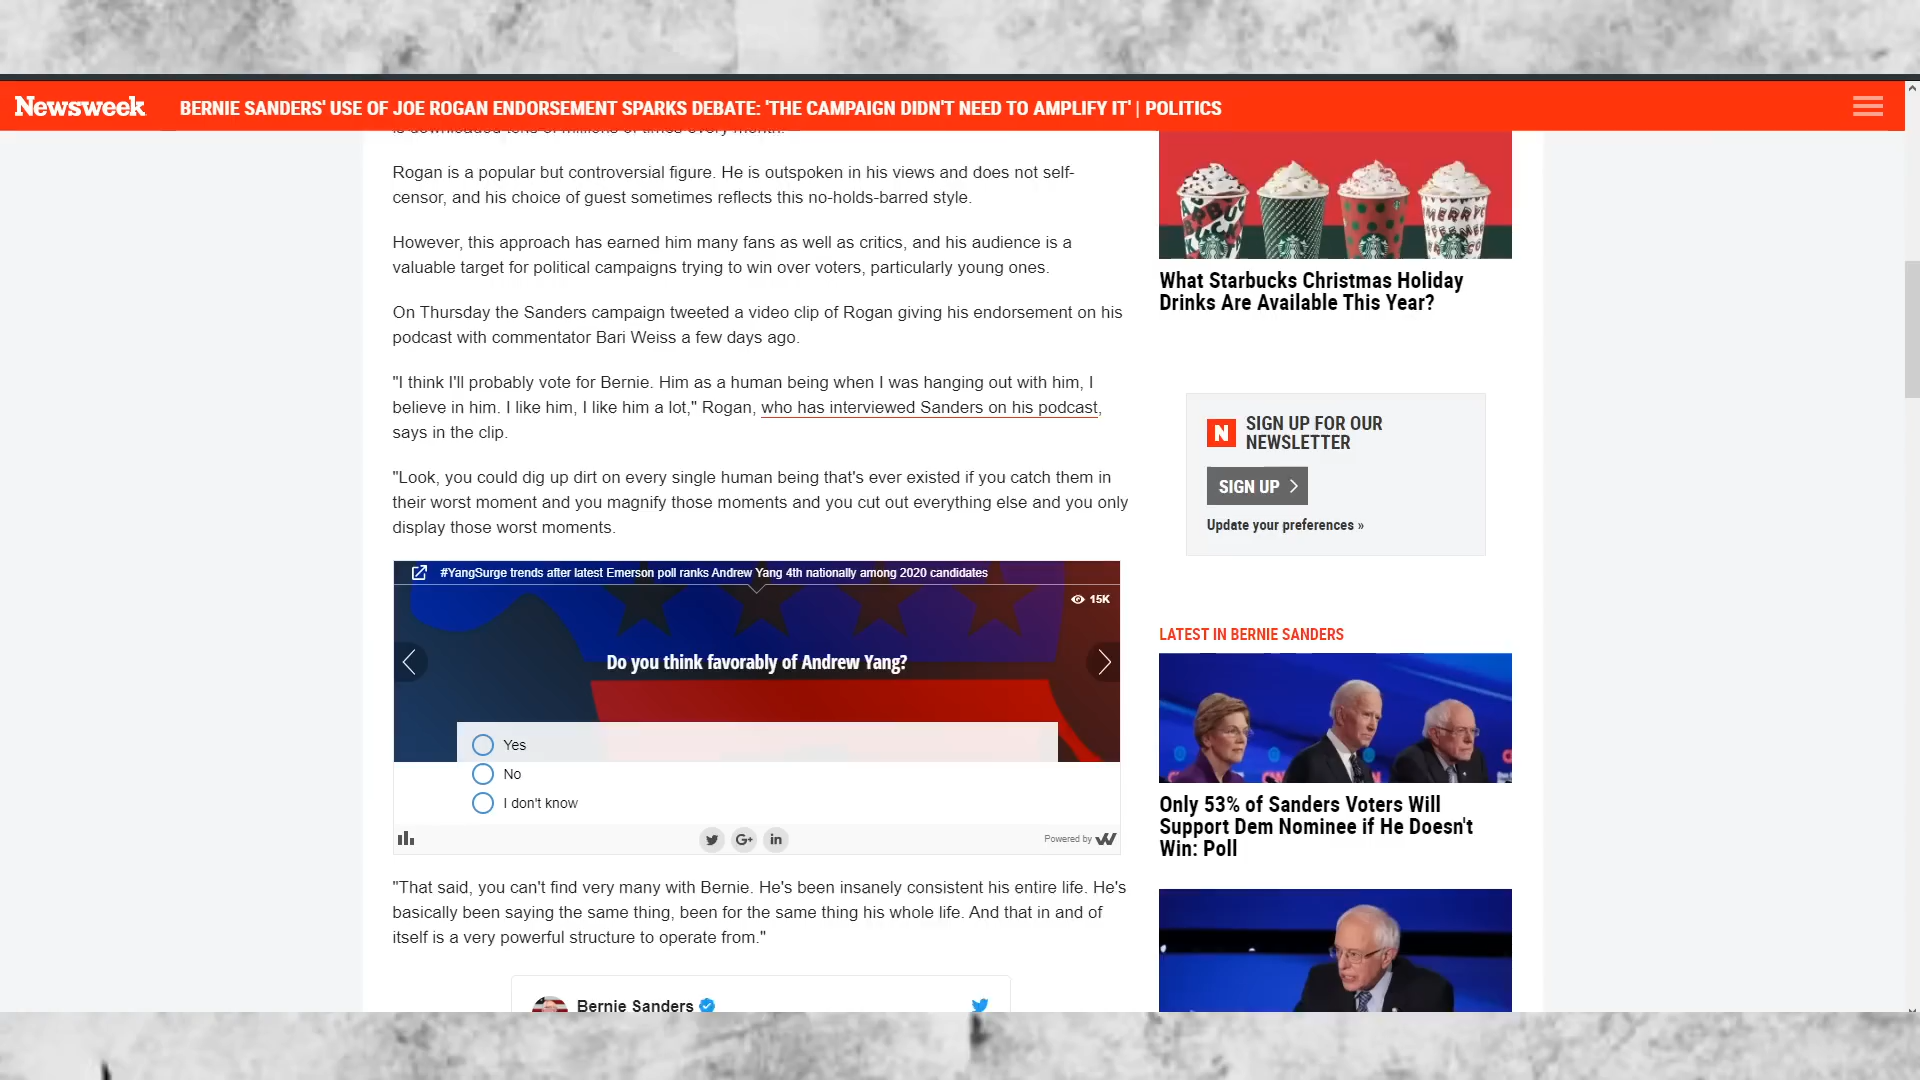 Newsweek
BERNIE SANDERS' USE OF JOE ROGAN ENDORSEMENT SPARKS DEBATE: 'THE CAMPAIGN DIDN'T NEED TO AMPLIFY IT' | POLITICS
is downloaded tens of millions of times every month.
Rogan is a popular but controversial figure. He is outspoken in his views and does not self-
censor, and his choice of guest sometimes reflects this no-holds-barred style.
However, this approach has earned him many fans as well as critics, and his audience is a
valuable target for political campaigns trying to win over voters, particularly young ones.
On Thursday the Sanders campaign tweeted a video clip of Rogan giving his endorsement on his
podcast with commentator Bari Weiss a few days ago.
"I think I'll probably vote for Bernie. Him as a human being when I was hanging out with him, I
believe in him. I like him, I like him a lot," Rogan, who has interviewed Sanders on his podcast,
says in the clip.
"Look, you could dig up dirt on every single human being that's ever existed if you catch them in
their worst moment and you magnify those moments and you cut out everything else and you only
display those worst moments.
#YangSurge trends after latest Emerson poll ranks Andrew Yang 4th nationally among 2020 candidates
15K
Do you think favorably of Andrew Yang?
Yes
No
I don't know
G+
in
Powered by
"That said, you can't find very many with Bernie. He's been insanely consistent his entire life. He's
basically been saying the same thing, been for the same thing his whole life. And that in and of
itself is a very powerful structure to operate from."
Bernie Sanders
What Starbucks Christmas Holiday
Drinks Are Available This Year?
N
SIGN UP FOR OUR
NEWSLETTER
SIGN UP
Update your preferences »
LATEST IN BERNIE SANDERS
Only 53% of Sanders Voters Will
Support Dem Nominee if He Doesn't
Win: Poll